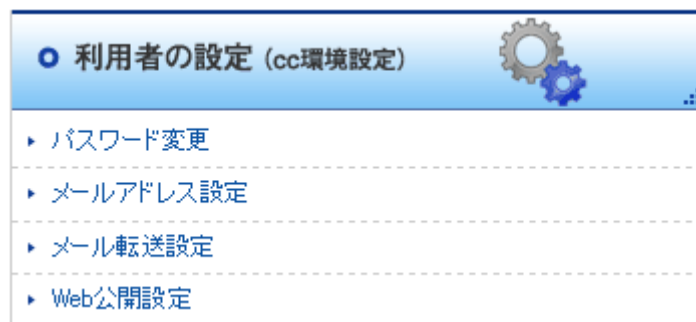 利用者の設定 (cc環境設定)
パスワード変更
メールアドレス設定
メール転送設定
Web公開設定